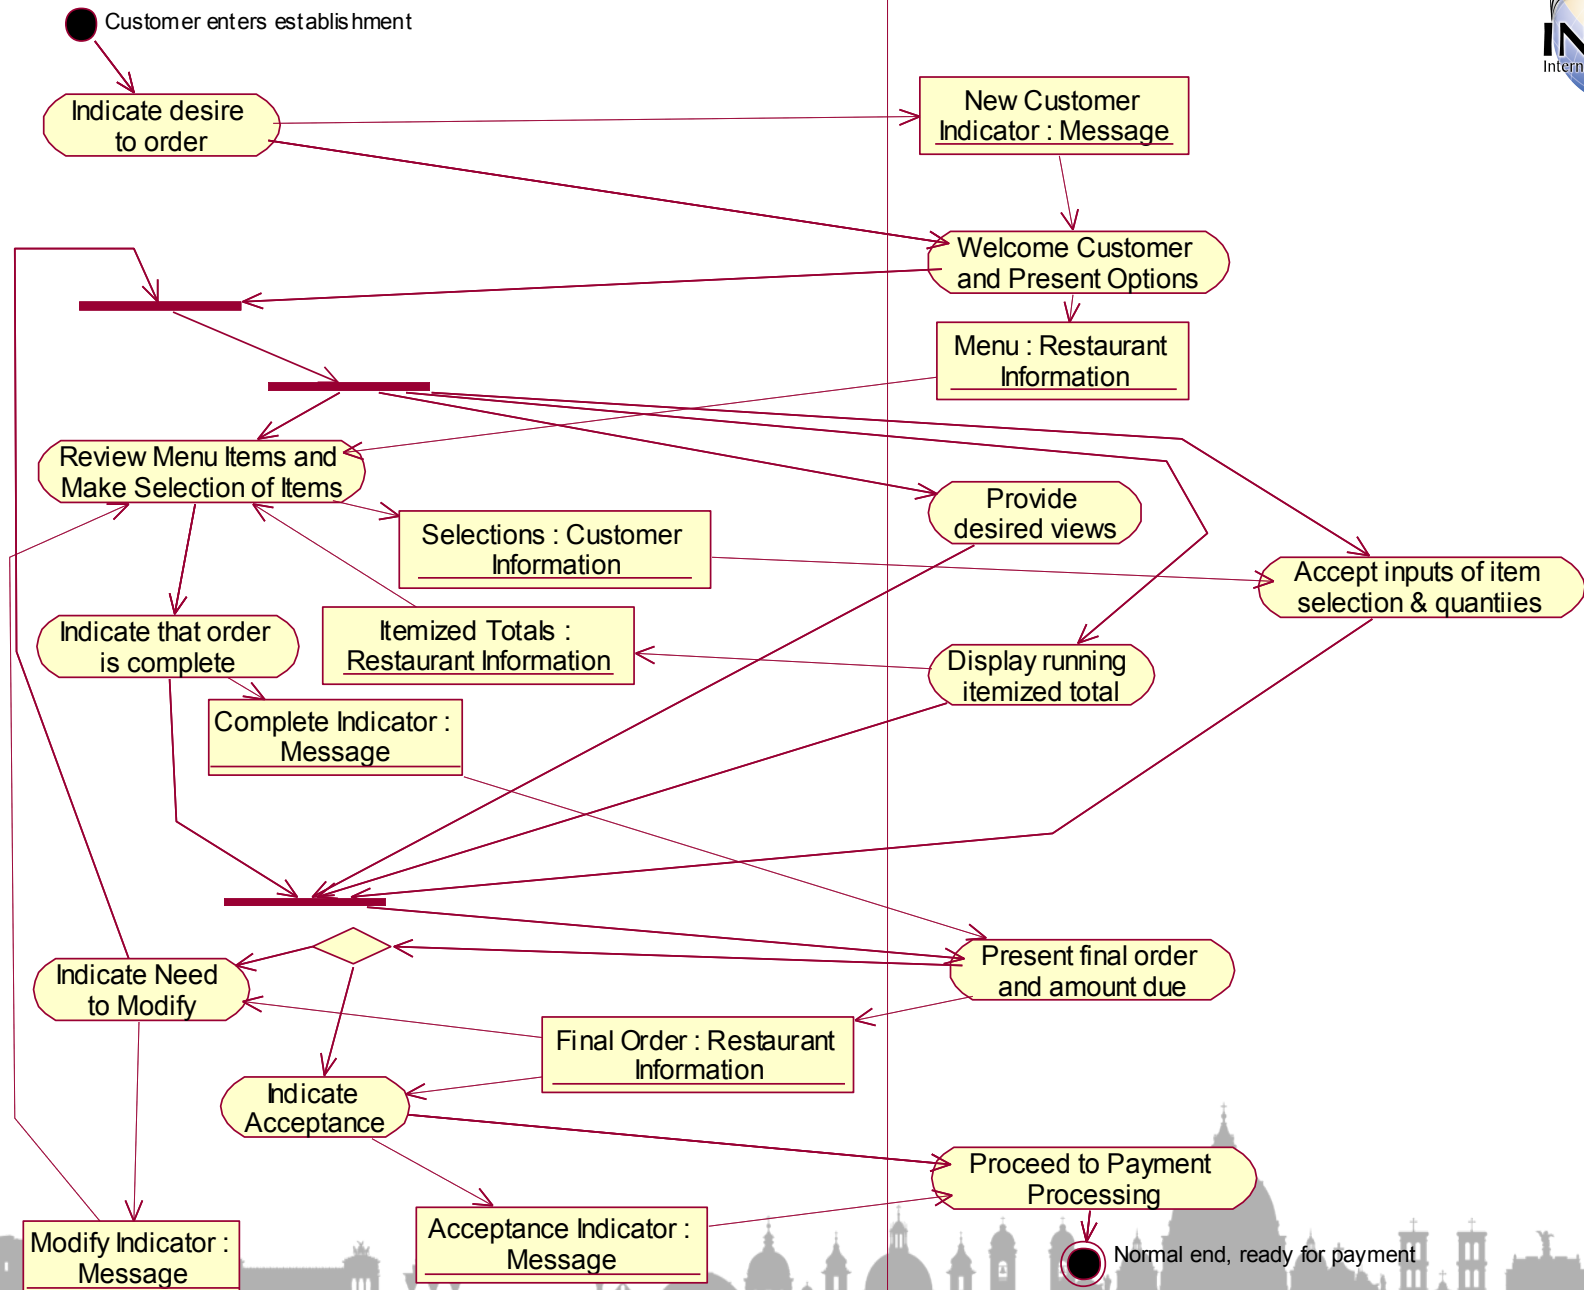 Customer enters establishment
IN
Intern
Indicate desire
to order
New Customer
Indicator : Message
Welcome Customer
and Present Options
Menu : Restaurant
Information
Review Menu Items and
Make Selection of Items
Provide
desired views
Selections : Customer
Information
Accept inputs of item
selection & quantiies
Indicate that order
is complete
Itemized Totals :
Restaurant Information
Display running
itemized total
Complete Indicator :
Message
Present final order
and amount due
Indicate Need
to Modify
Final Order : Restaurant
Information
Indicate
Acceptance
Proceed to Payment
Processing
Acceptance Indicator :
Message
Modify Indicator :
Message
Normal end, ready for payment